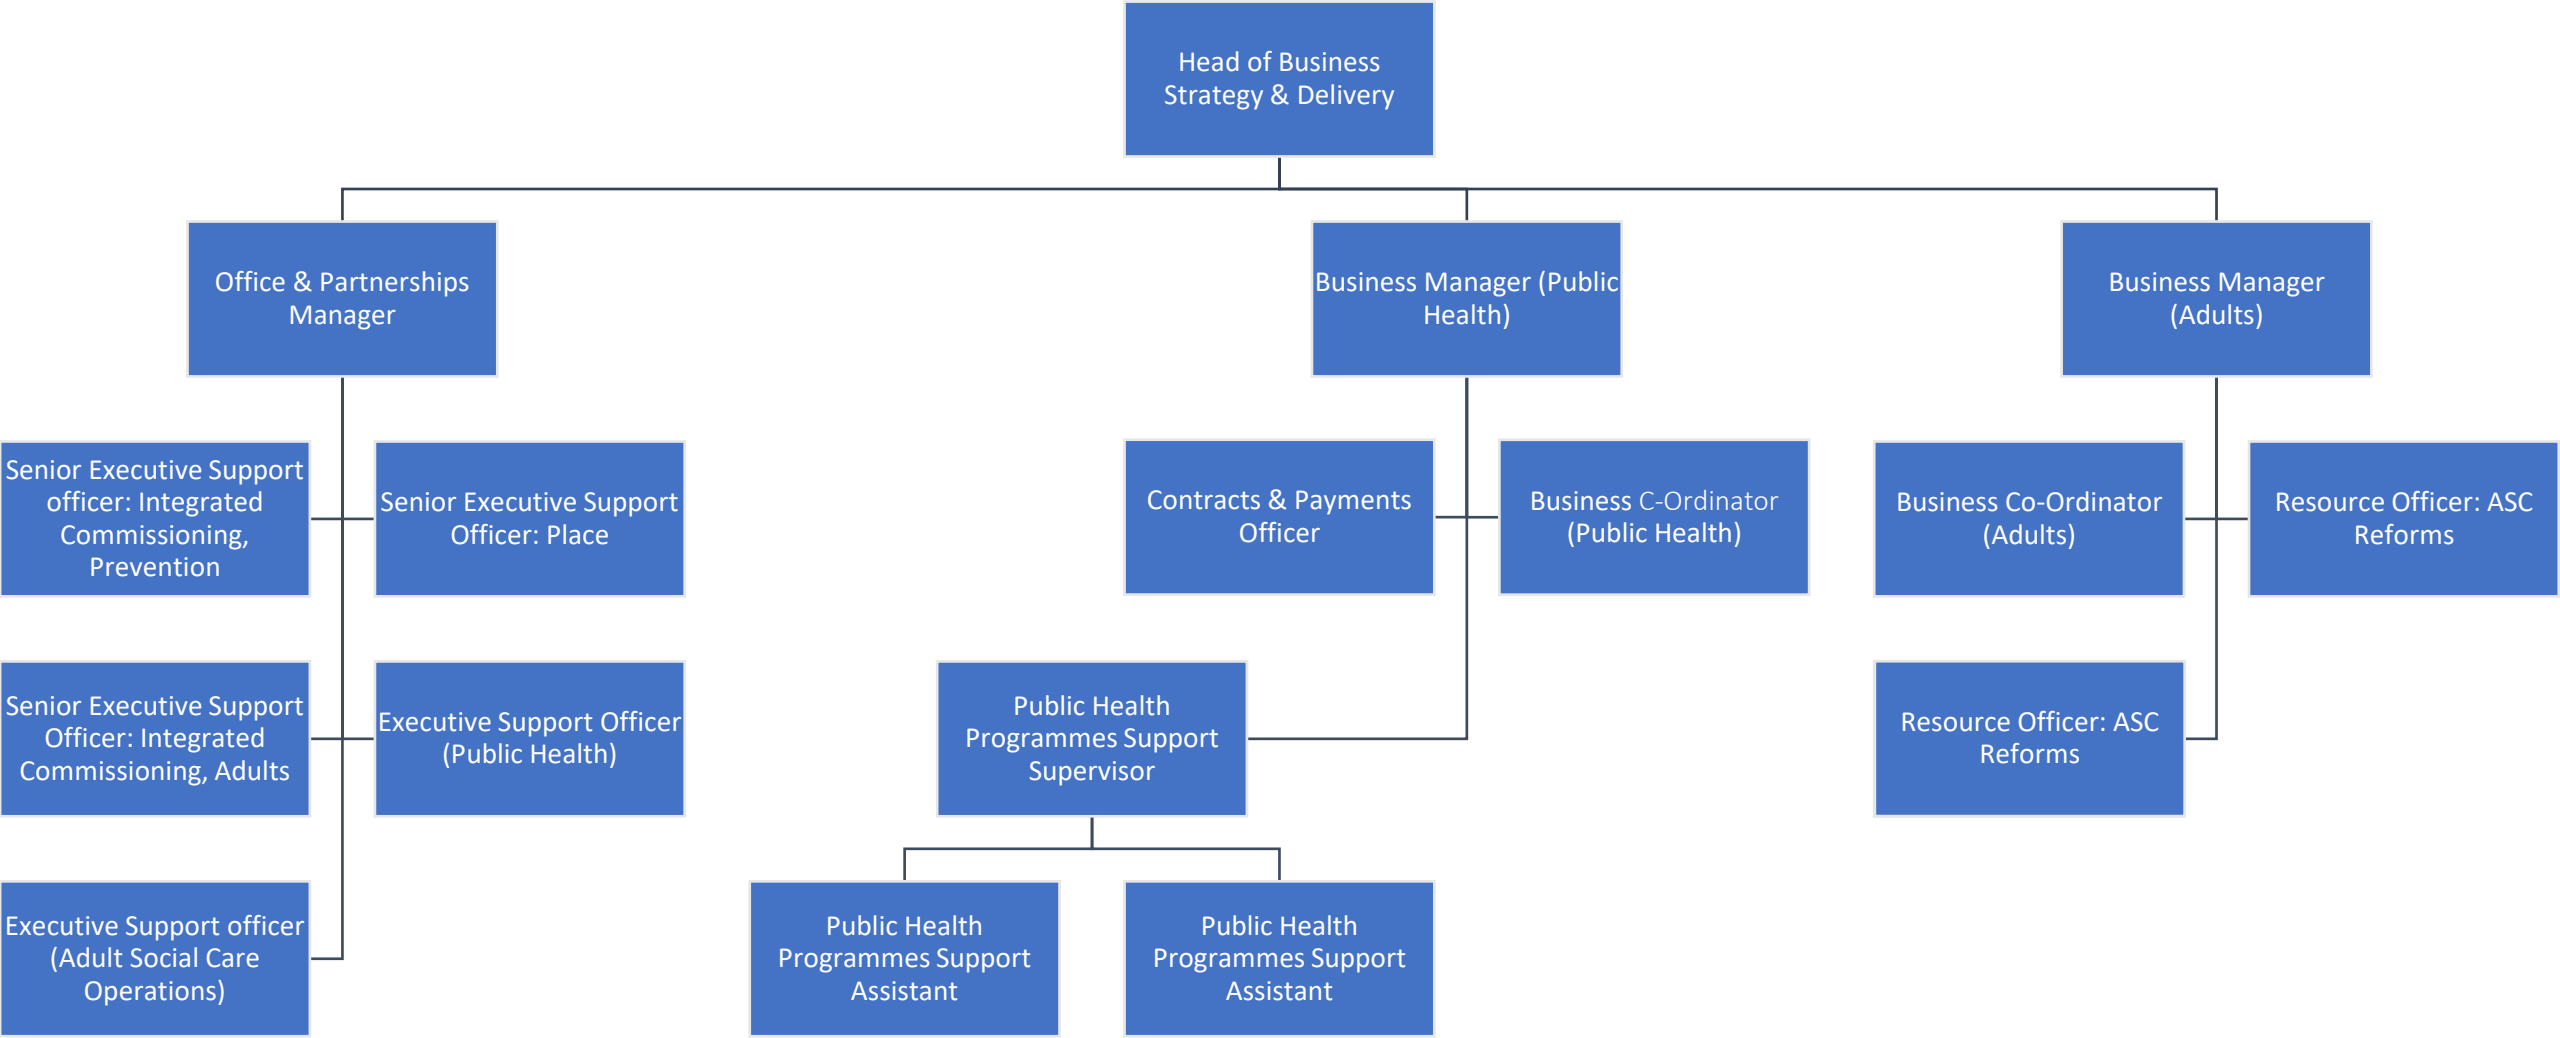 Head of Business
Strategy & Delivery
Office & Partnerships
Manager
Business Manager (Public
Health)
Business Manager
(Adults)
Senior Executive Support
officer: Integrated
Commissioning,
Prevention
Senior Executive Support
Officer: Place
Contracts & Payments
Officer
Business C-Ordinator
(Public Health)
Business Co-Ordinator
(Adults)
Resource Officer: ASC
Reforms
Senior Executive Support
Officer: Integrated
Commissioning, Adults
Executive Support Officer
(Public Health)
Public Health
Programmes Support
Supervisor
Resource Officer: ASC
Reforms
Executive Support officer
(Adult Social Care
Operations)
Public Health
Programmes Support
Assistant
Public Health
Programmes Support
Assistant